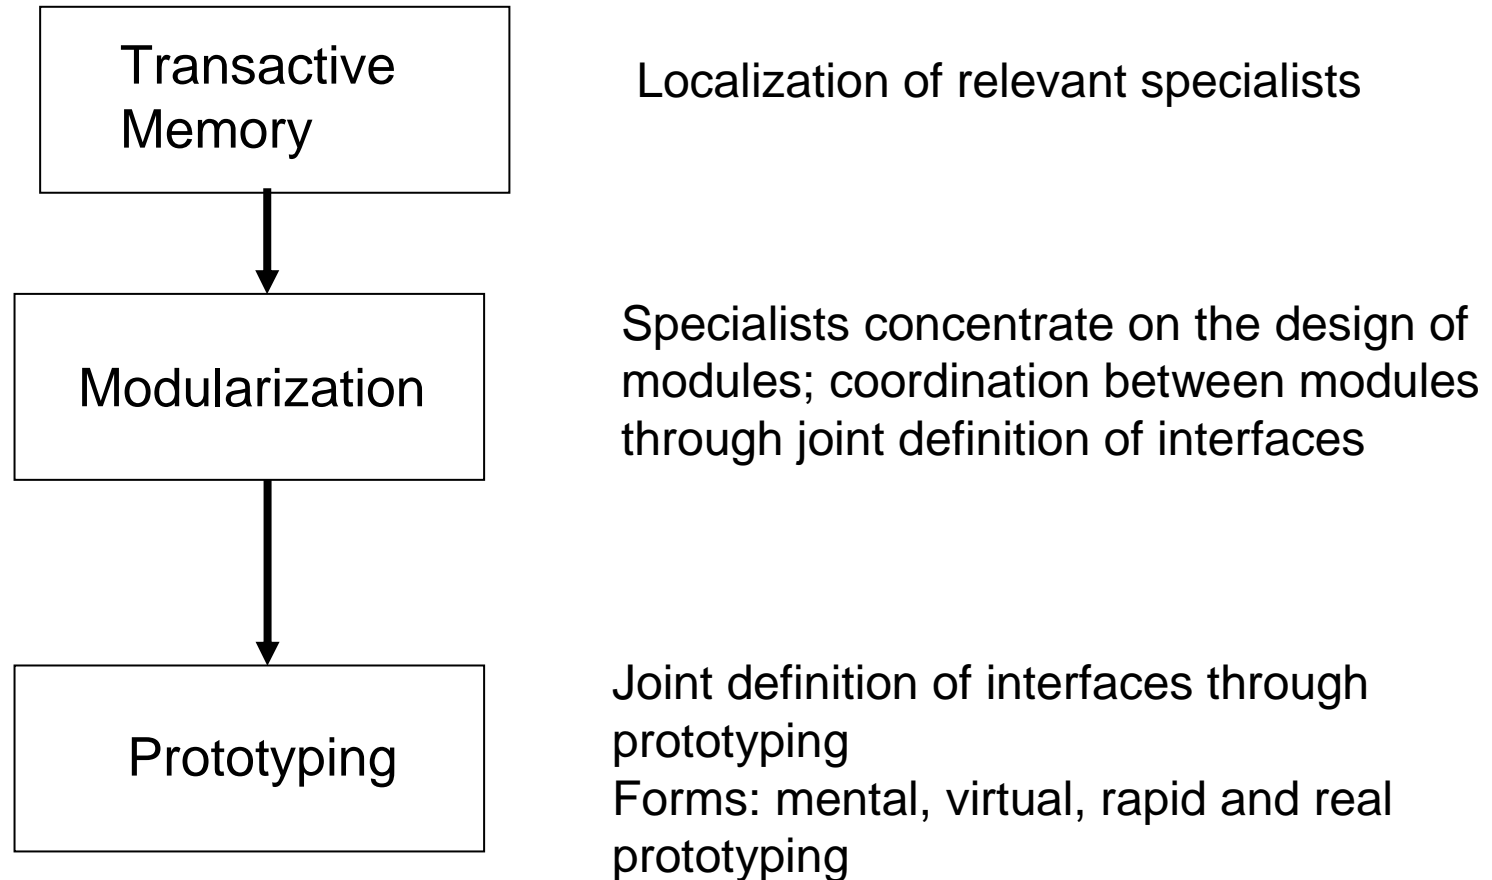 Transactive
Memory
Localization of relevant specialists
Modularization
Specialists concentrate on the design of
modules; coordination between modules
through joint definition of interfaces
Prototyping
Joint definition of interfaces through
prototyping
Forms: mental, virtual, rapid and real
prototyping